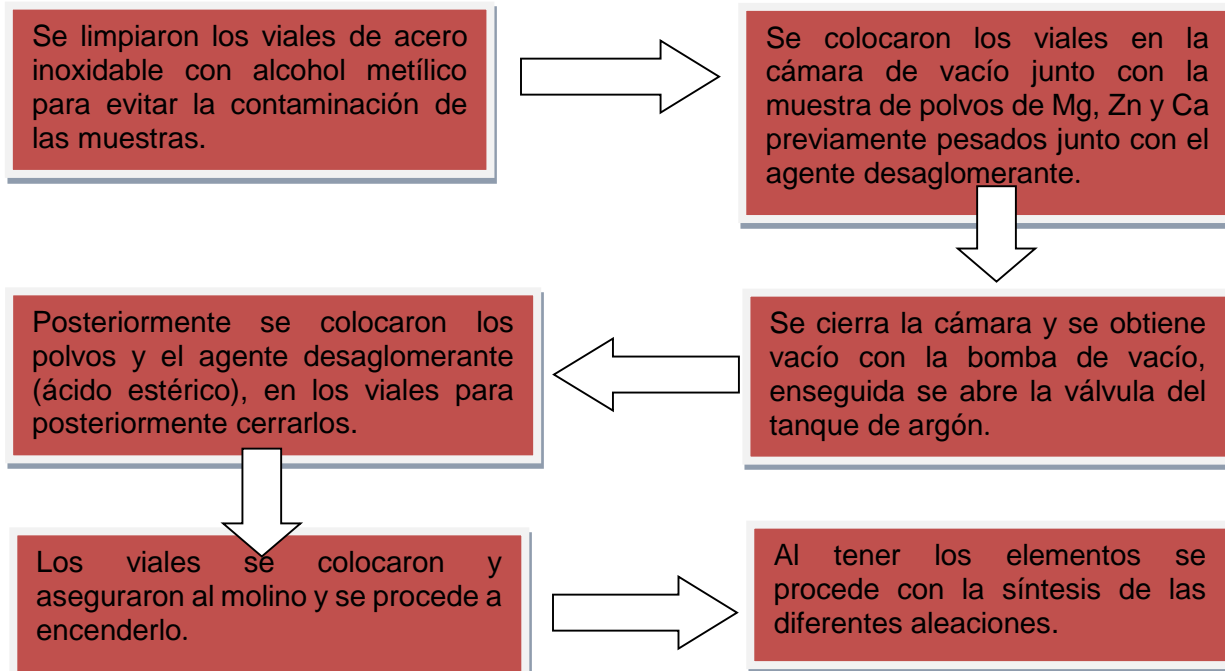 Se limpiaron los viales de acero
inoxidable con alcohol metílico
para evitar la contaminación de
las muestras.
Se colocaron los viales en la
cámara de vacío junto con la
muestra de polvos de Mg, Zn y Ca
previamente pesados junto con el
agente desaglomerante.
Se cierra la cámara y se obtiene
vacío con la bomba de vacío,
enseguida se abre la válvula del
tanque de argón.
Posteriormente se colocaron los
polvos y el agente desaglomerante
(ácido estérico), en los viales para
posteriormente cerrarlos.
Los viales se colocaron y
aseguraron al molino y se procede a
encenderlo.
Al tener los elementos se
procede con la síntesis de las
diferentes aleaciones.